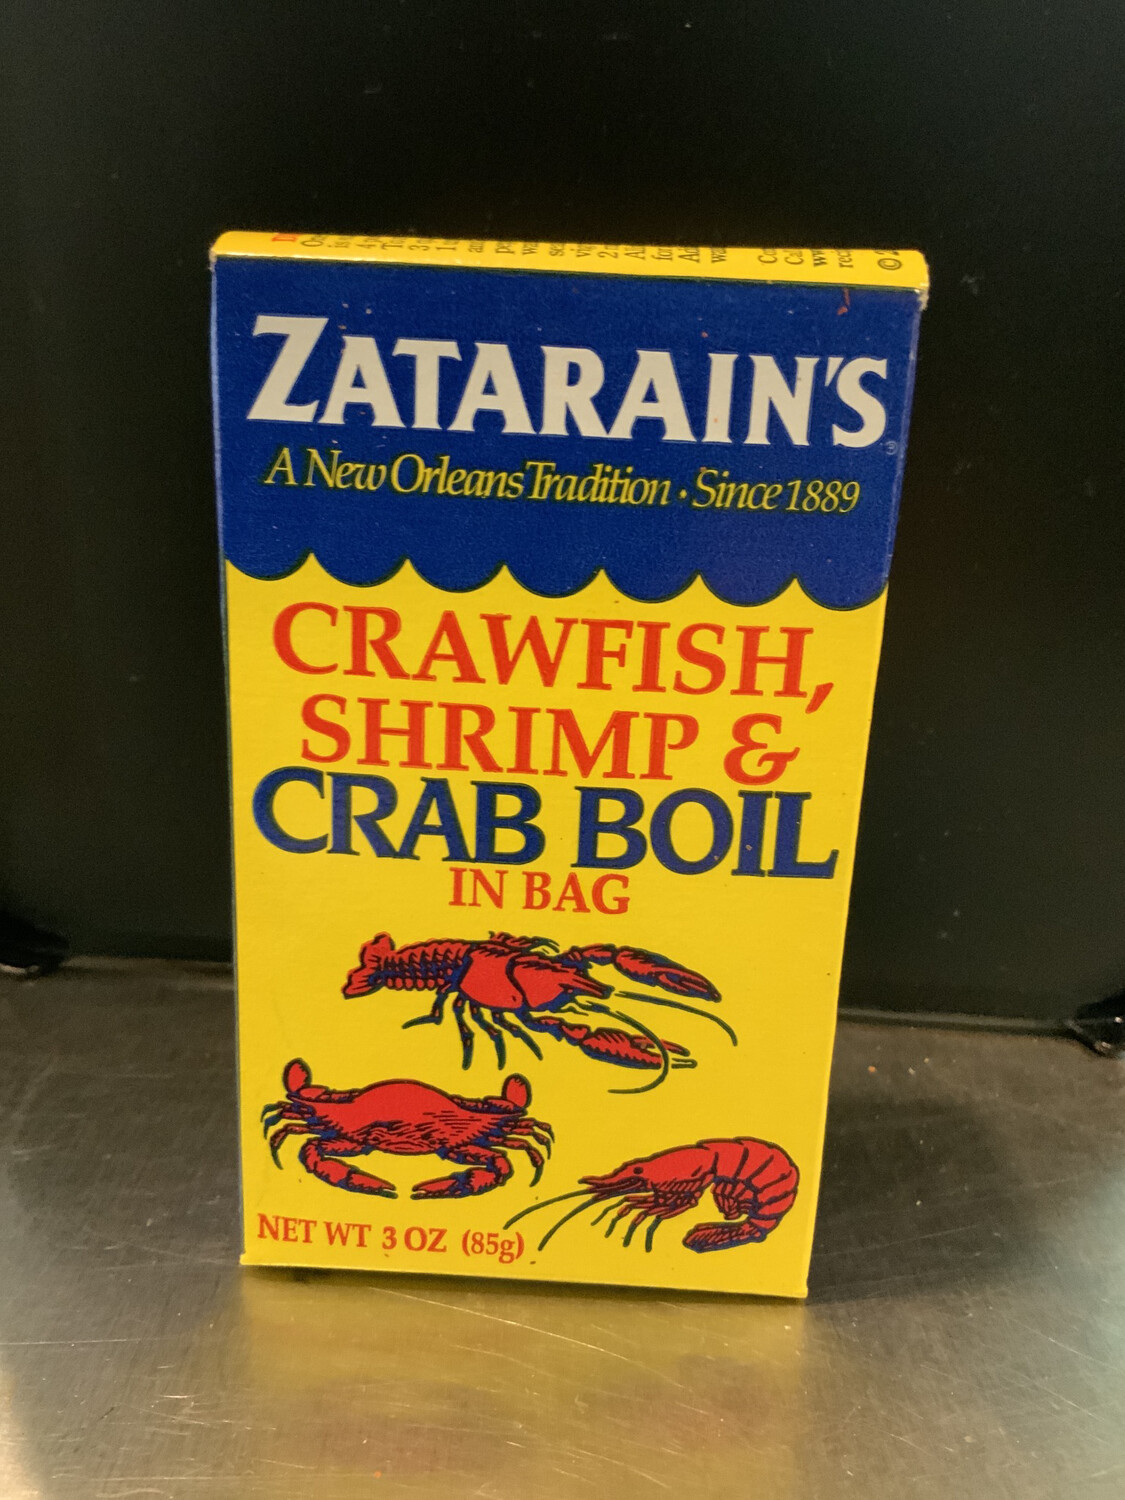 ZATARAIN'S®
A New Orleans Tradition · Since 1889
CRAWFISH,
SHRIMP &
CRAB BOIL
IN BAG
NET WT 3 OZ (85g)